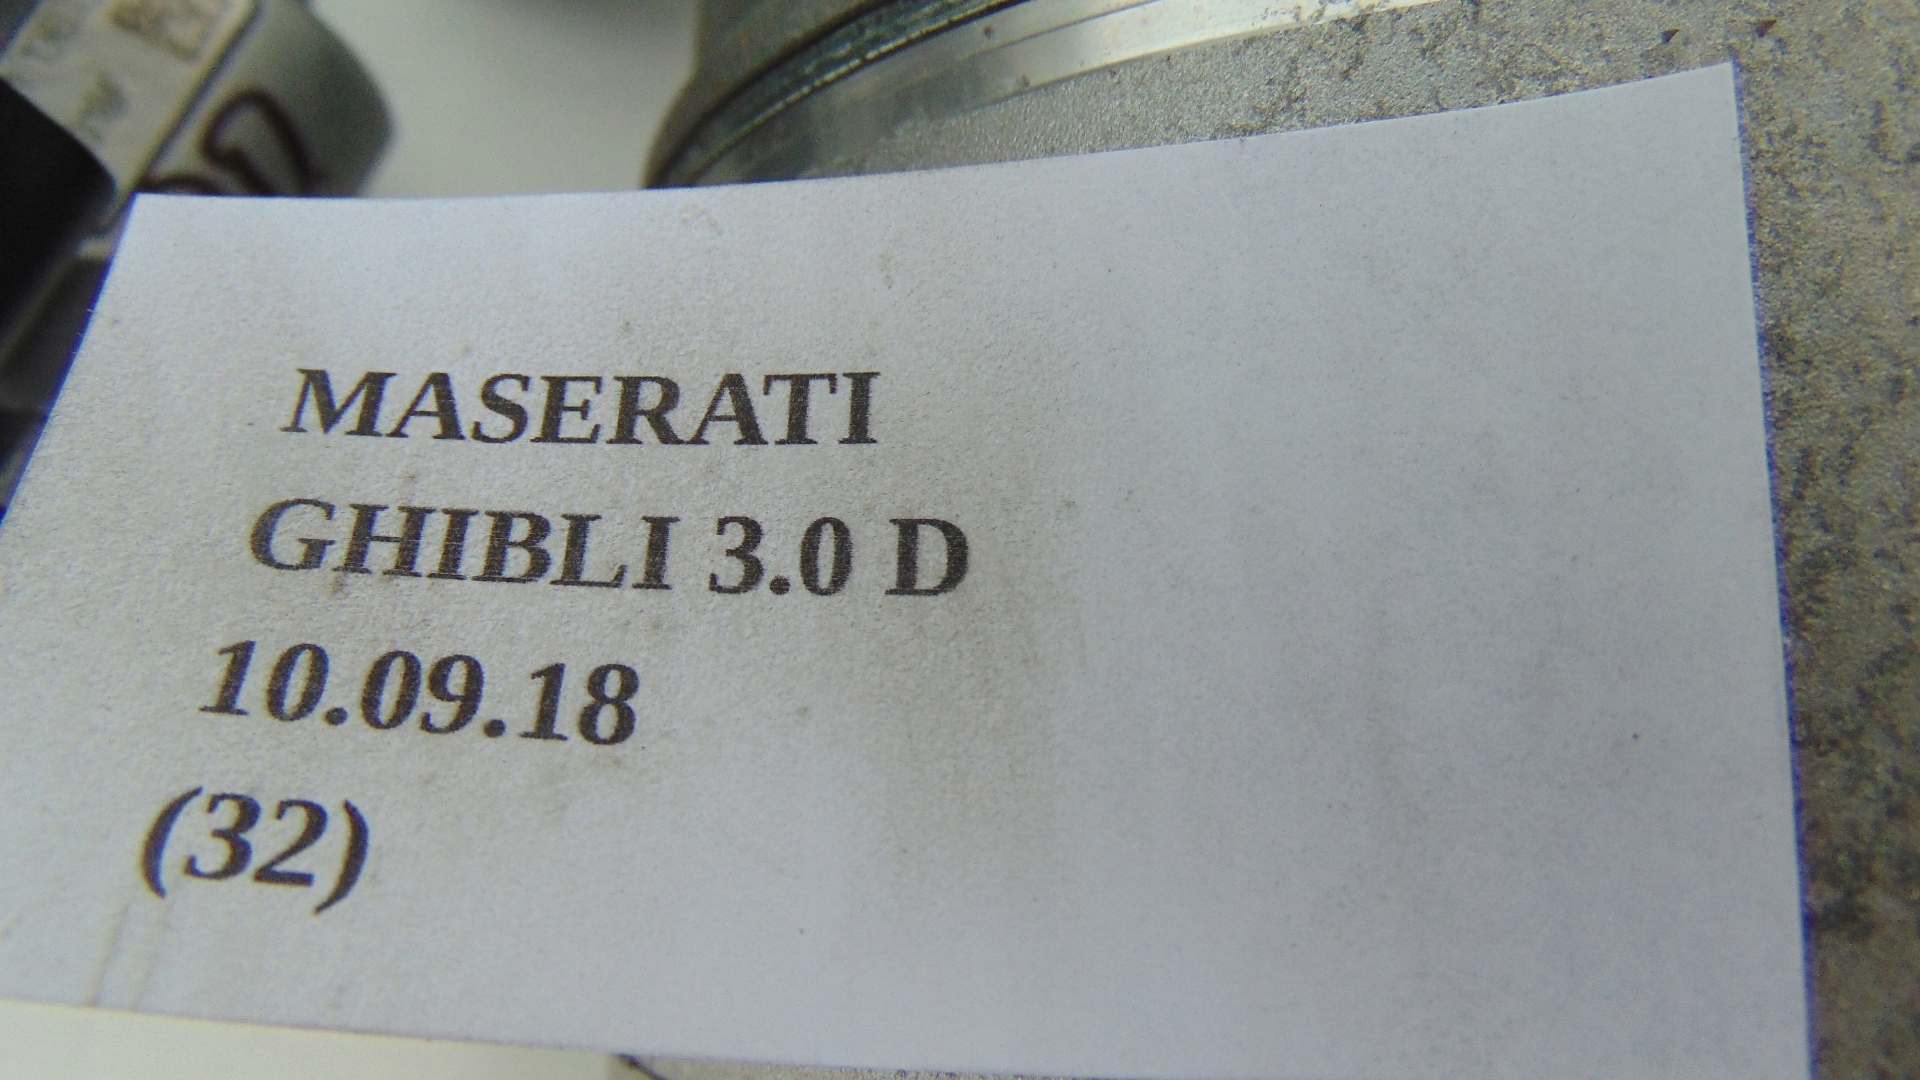 MASERATI
GHIBLI 3.0 D
10.09.18
(32)